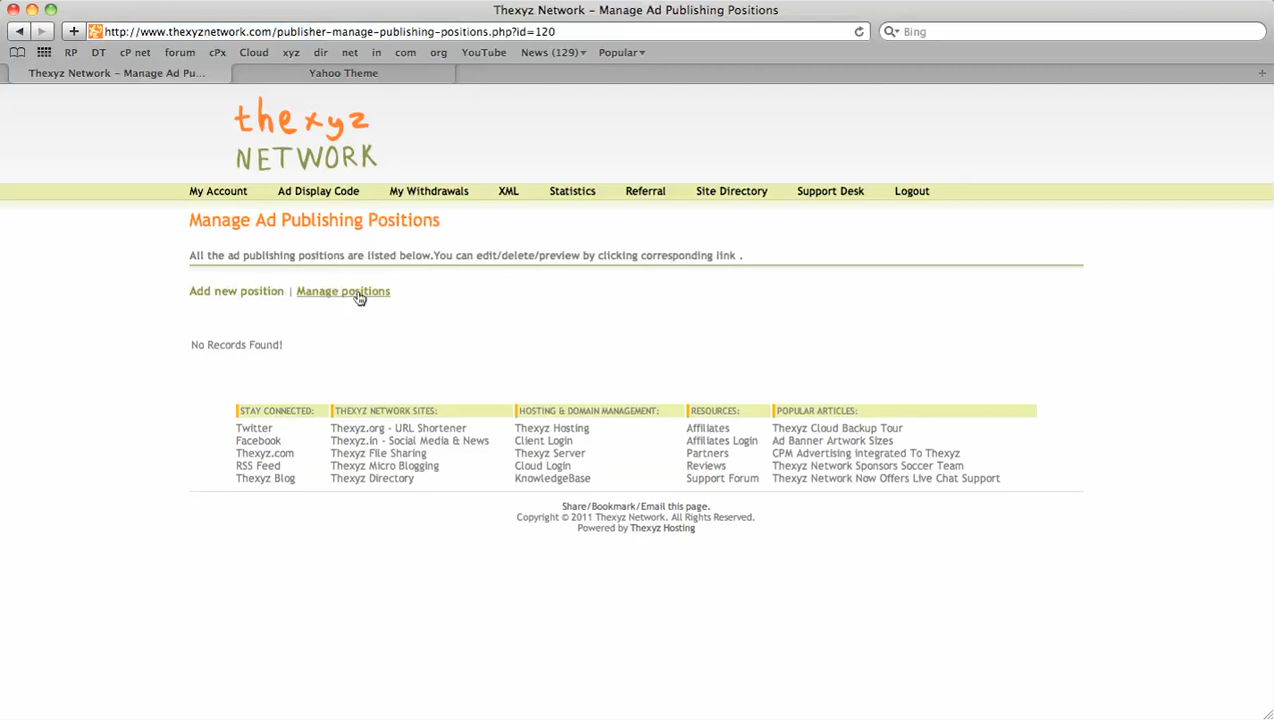 Thexyz Network – Manage Ad Publishing Positions
http://www.thexyznetwork.com/publisher-manage-publishing-positions.php?id=120
Bing
RP DT cP net forum cPx Cloud xyz dir net in com org YouTube News (129) Popular
Thexyz Network – Manage Ad Pu... Yahoo Theme
thexyz
NETWORK
My Account Ad Display Code My Withdrawals XML Statistics Referral Site Directory Support Desk Logout
Manage Ad Publishing Positions
All the ad publishing positions are listed below.You can edit/delete/preview by clicking corresponding link .
Add new position | Manage positions
No Records Found!
STAY CONNECTED: THEXYZ NETWORK SITES: HOSTING & DOMAIN MANAGEMENT: RESOURCES: POPULAR ARTICLES:
Twitter Thexyz.org - URL Shortener Thexyz Hosting Affiliates Thexyz Cloud Backup Tour
Facebook Thexyz.in - Social Media & News Client Login Affiliates Login Ad Banner Artwork Sizes
Thexyz.com Thexyz File Sharing Thexyz Server Partners CPM Advertising integrated To Thexyz
RSS Feed Thexyz Micro Blogging Cloud Login Reviews Thexyz Network Sponsors Soccer Team
Thexyz Blog Thexyz Directory KnowledgeBase Support Forum Thexyz Network Now Offers Live Chat Support
Share/Bookmark/Email this page.
Copyright © 2011 Thexyz Network. All Rights Reserved.
Powered by Thexyz Hosting